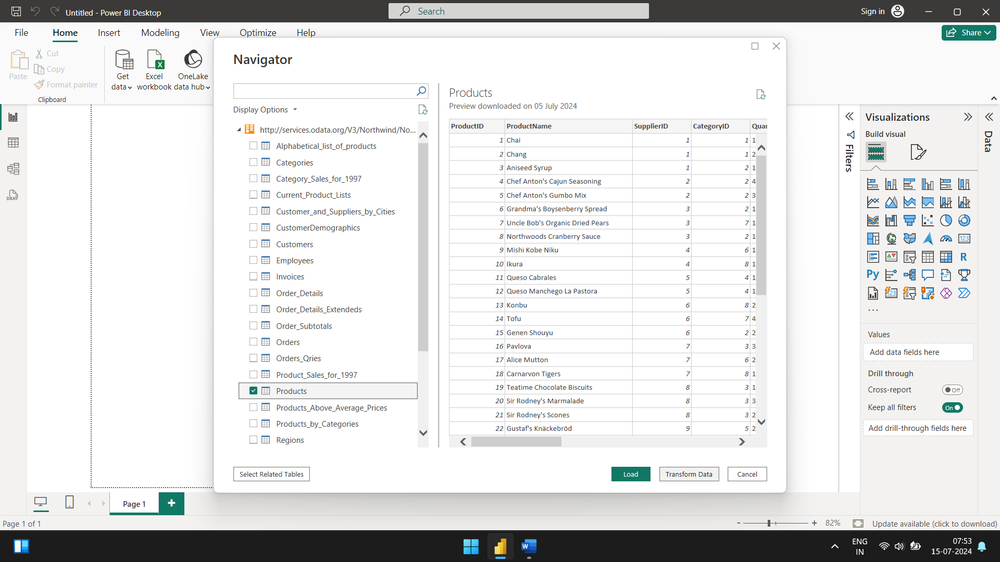 Untitled - Power BI Desktop
Search
Sign in
File
Home
Insert
Modeling
View
Optimize
Help
Share
Paste
Cut
Copy
Format painter
Clipboard
Get data
Excel workbook
OneLake data hub
Navigator
Display Options
http://services.odata.org/V3/Northwind/No...
Alphabetical_list_of_products
Categories
Category_Sales_for_1997
Current_Product_Lists
Customer_and_Suppliers_by_Cities
CustomerDemographics
Customers
Employees
Invoices
Order_Details
Order_Details_Extendeds
Order_Subtotals
Orders
Orders_Qries
Product_Sales_for_1997
Products
Products_Above_Average_Prices
Products_by_Categories
Regions
Select Related Tables
Products
Preview downloaded on 05 July 2024
ProductID ProductName SupplierID CategoryID Quar
1 Chai 1 1 1
2 Chang 1 1 2
3 Aniseed Syrup 1 2 1
4 Chef Anton's Cajun Seasoning 2 2 4
5 Chef Anton's Gumbo Mix 2 2 3
6 Grandma's Boysenberry Spread 3 2 1
7 Uncle Bob's Organic Dried Pears 3 7 1
8 Northwoods Cranberry Sauce 3 2 1
9 Mishi Kobe Niku 4 6 1
10 Ikura 4 8 1
11 Queso Cabrales 5 4 1
12 Queso Manchego La Pastora 5 4 1
13 Konbu 6 8 2
14 Tofu 6 7 4
15 Genen Shouyu 6 2 2
16 Pavlova 7 3 3
17 Alice Mutton 7 6 2
18 Carnarvon Tigers 7 8 1
19 Teatime Chocolate Biscuits 8 3 1
20 Sir Rodney's Marmalade 8 3 3
21 Sir Rodney's Scones 8 3 2
22 Gustaf's Knäckebröd 9 5 2
Load
Transform Data
Cancel
Filters
Visualizations
Build visual
123
R
Py
123
...
Values
Add data fields here
Drill through
Cross-report
Off
Keep all filters
On
Add drill-through fields here
Data
DAX
Page 1
+
Page 1 of 1
- + 82%
Update available (click to download)
W
ENG
IN
07:53
15-07-2024